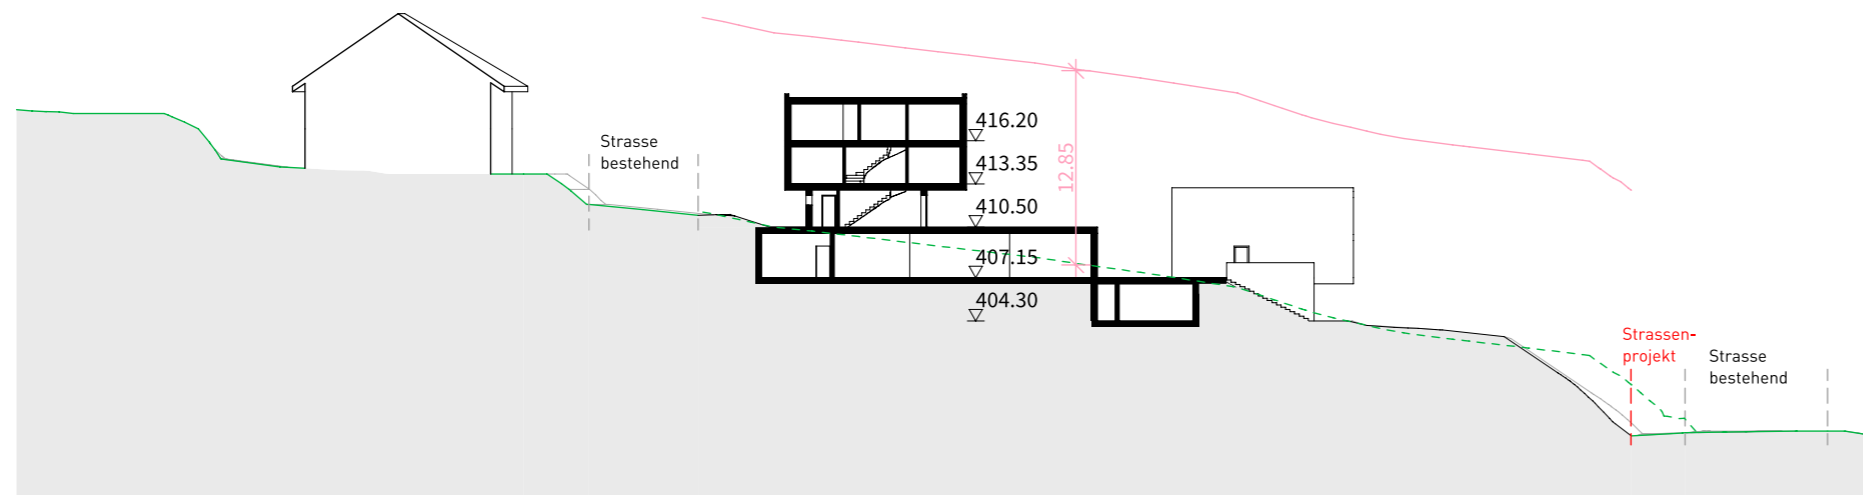 Strasse
bestehend
416.20
413.35
410.50
407.15
404.30
12.85
Strassen-
projekt
Strasse
bestehend